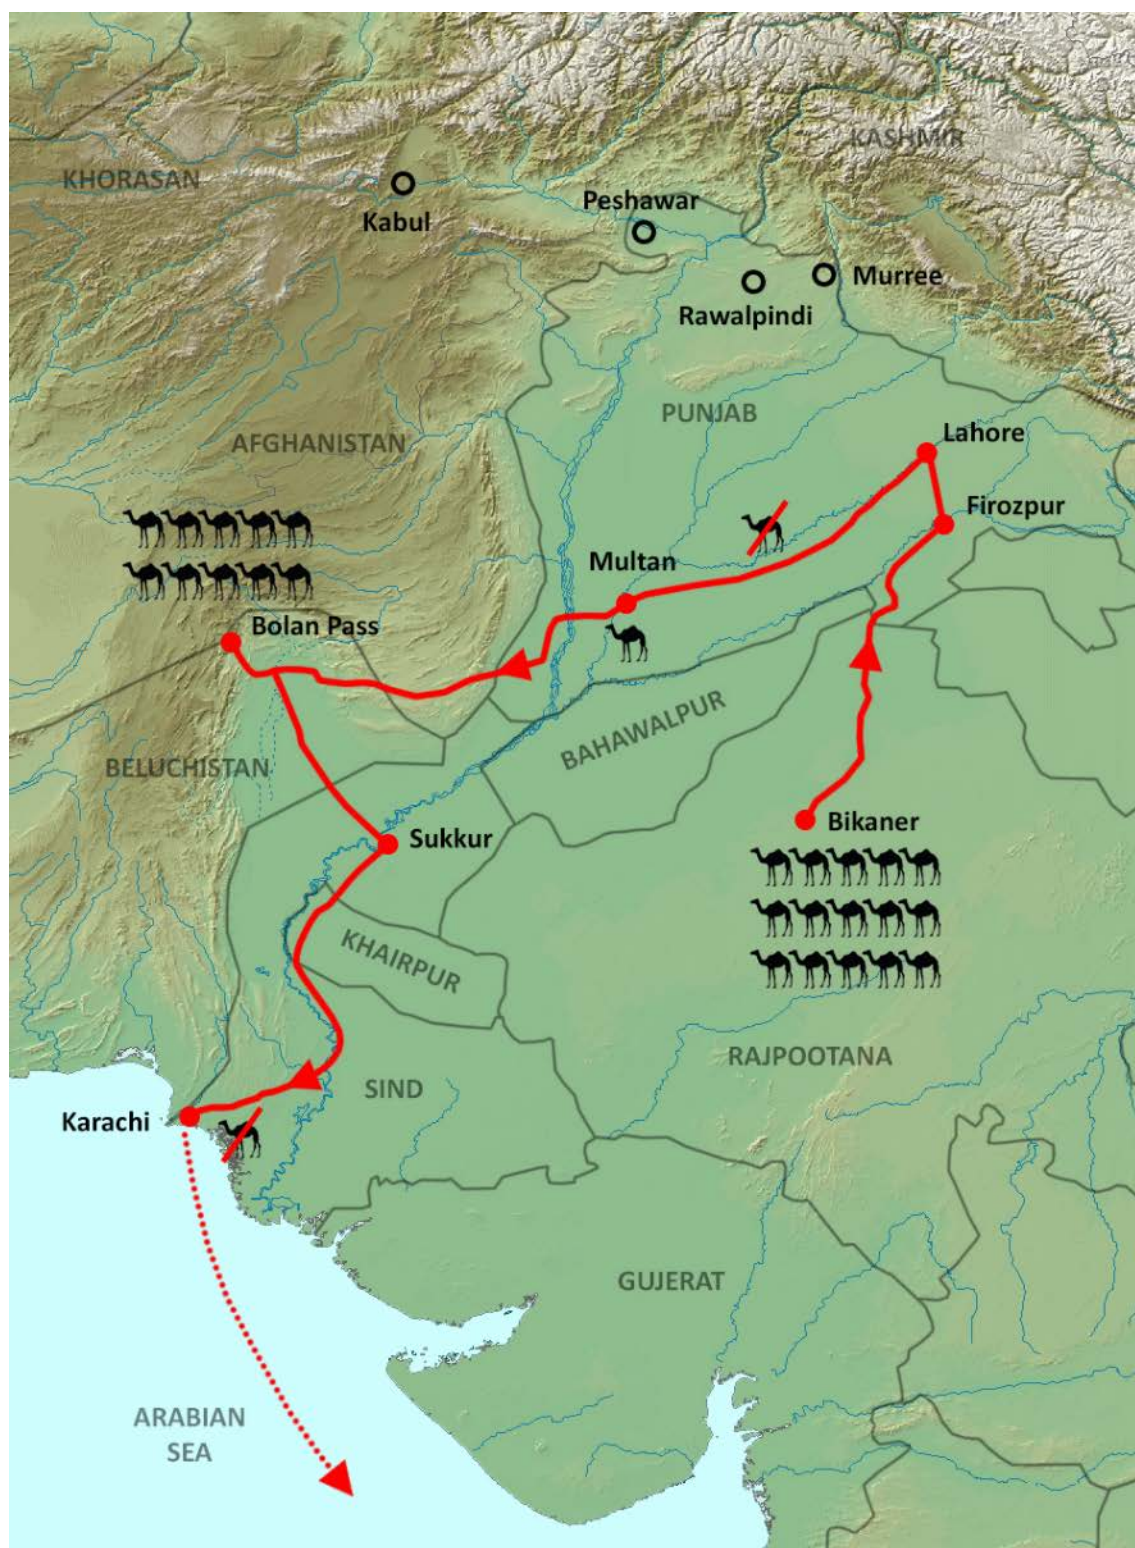 KASHMIR
KHORASAN
Peshawar
Kabul
Murree
Rawalpindi
PUNJAB
Lahore
AFGHANISTAN
Firozpur
Multan
Bolan Pass
BAHAWALPUR
BELUCHISTAN
Bikaner
Sukkur
KHAIRPUR
RAJPOOTANA
SIND
Karachi
GUJERAT
ARABIAN
SEA